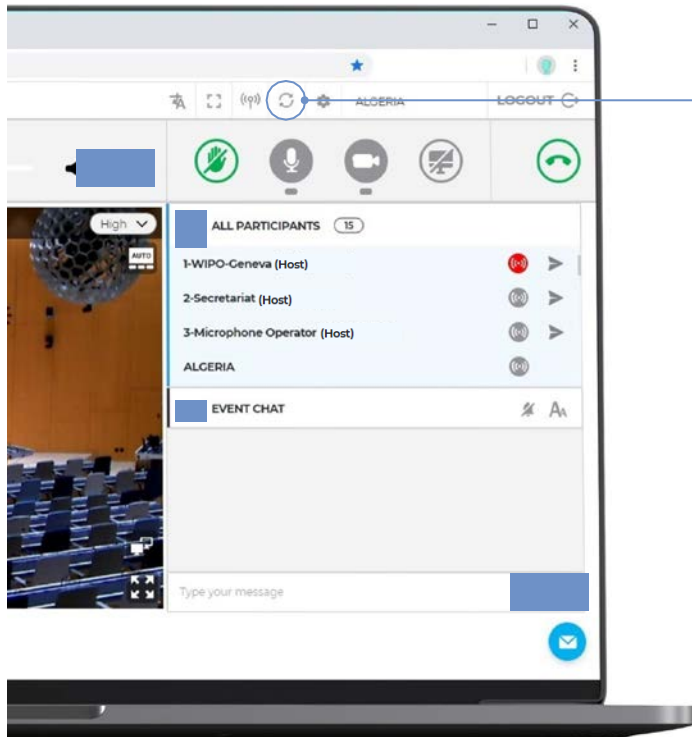 ALGERIA
LOGOUT
High
AUTO
ALL PARTICIPANTS 15
1-WIPO-Geneva (Host)
2-Secretariat (Host)
3-Microphone Operator (Host)
ALGERIA
EVENT CHAT
Type your message